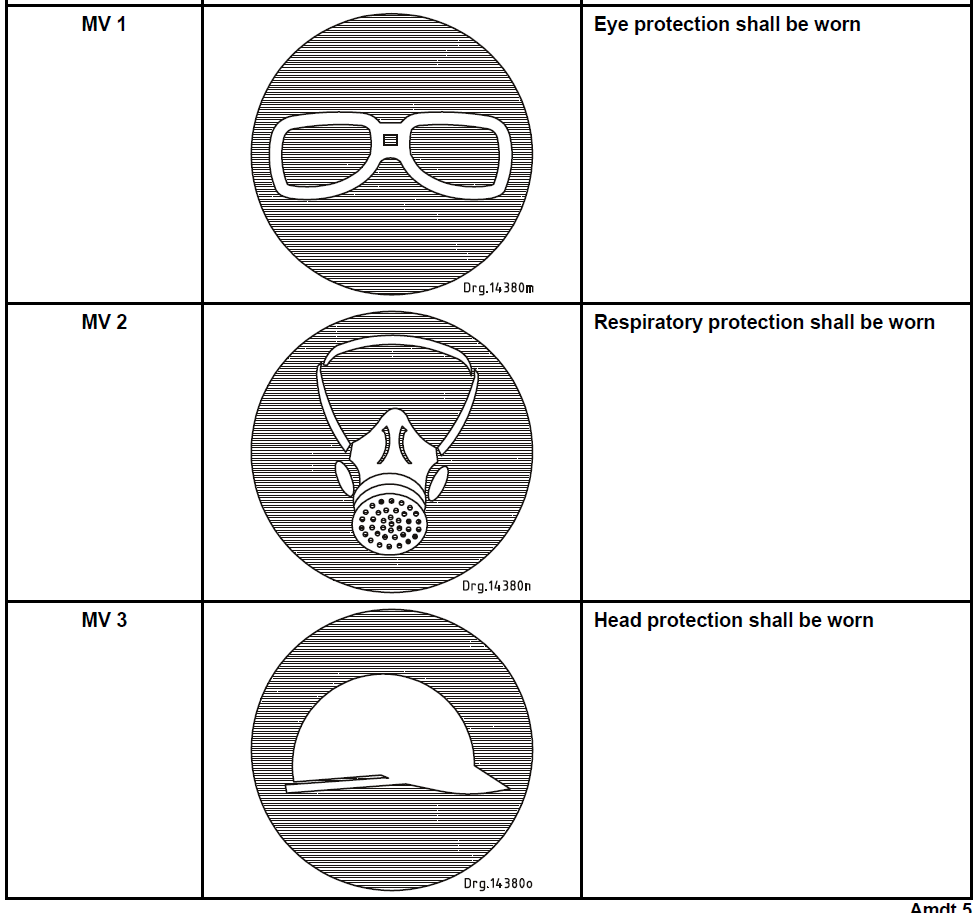 MV 1
Eye protection shall be worn
Drg.14380m
MV 2
Respiratory protection shall be worn
Drg.14380n
MV 3
Head protection shall be worn
Drg.14380o
Amdt 5